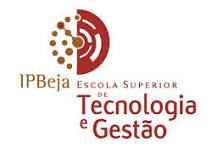 IPBeja ESCOLA SUPERIOR
DE
Tecnologia
e Gestão